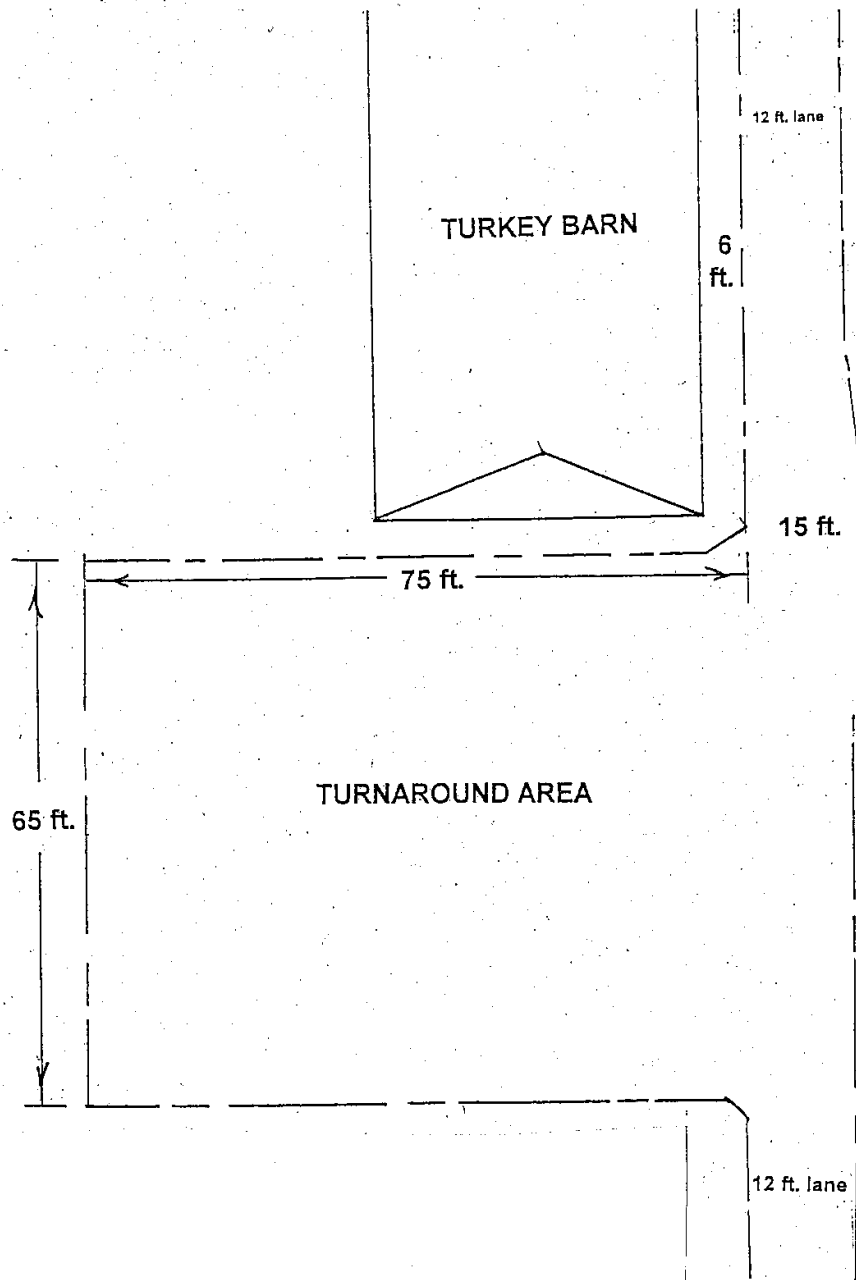 12 ft. lane
TURKEY BARN
6
ft.
15 ft.
75 ft.
TURNAROUND AREA
65 ft.
12 ft. lane